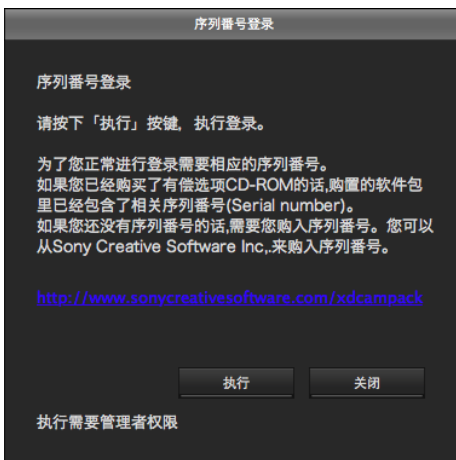 序列番号登录
序列番号登录
请按下「执行」按键, 执行登录。
为了您正常进行登录需要相应的序列番号。
如果您已经购买了有偿选项CD-ROM的话,购置的软件包
里已经包含了相关序列番号(Serial number)。
如果您还没有序列番号的话,需要您购入序列番号。您可以
从Sony Creative Software Inc,.来购入序列番号。
http://www.sonycreativesoftware.com/xdcampack
执行
关闭
执行需要管理者权限